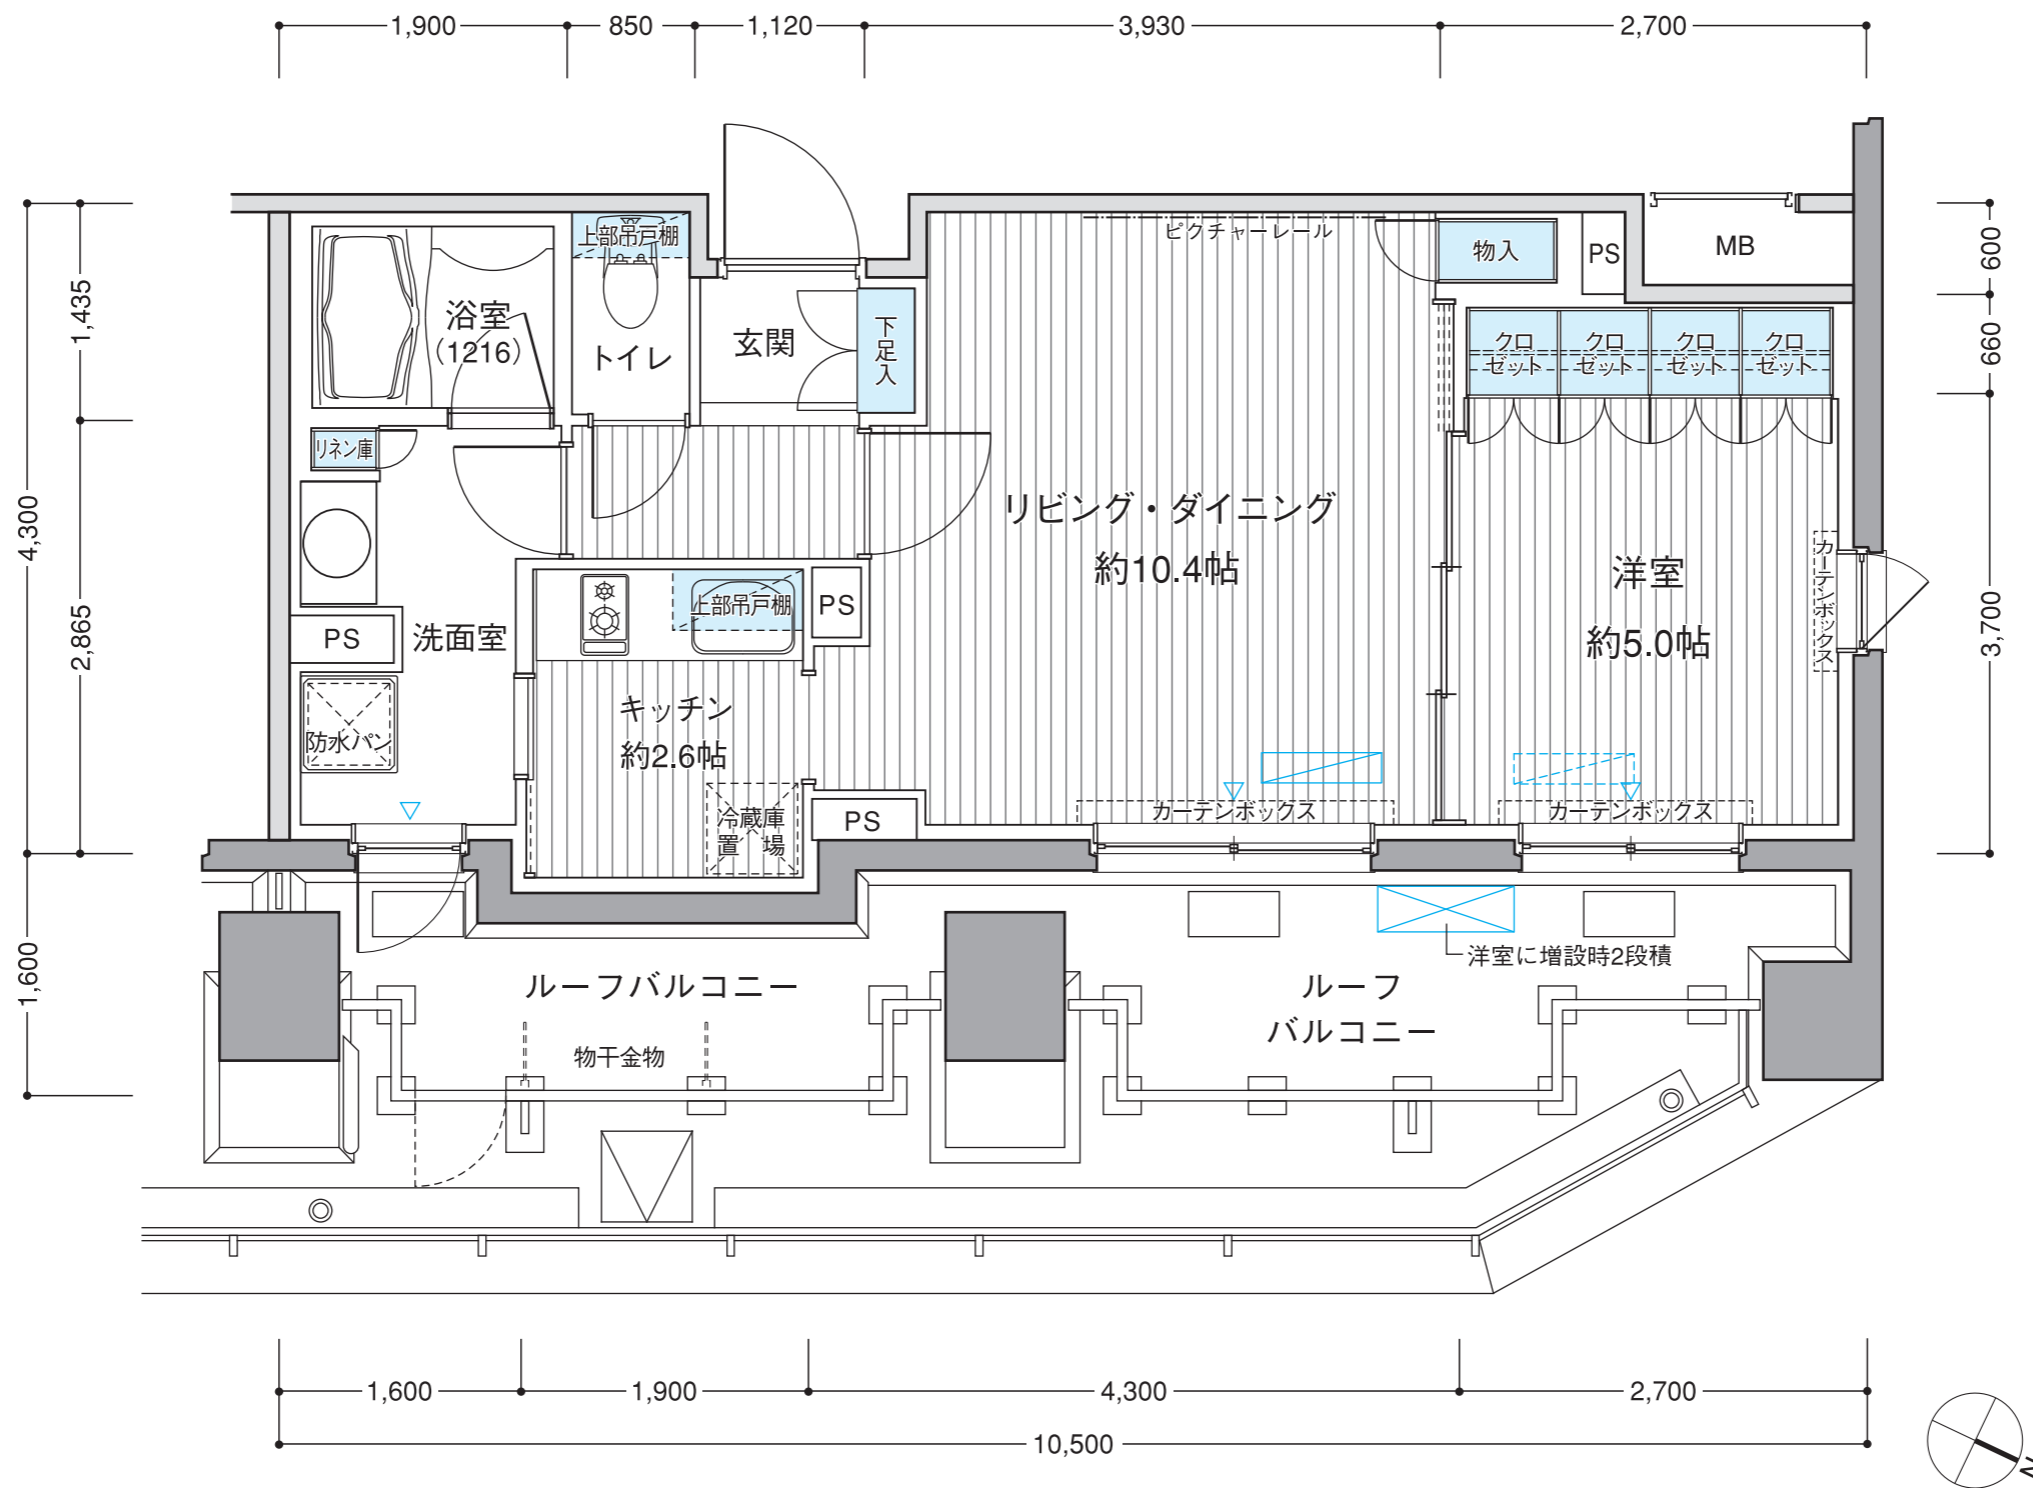 1,900
850
1,120
3,930
2,700
4,300
1,435
2,865
1,600
600
660
3,700
上部吊戸棚
浴室
(1216)
トイレ
玄関
下足入
ピクチャーレール
物入
PS
MB
クロ
ゼット
クロ
ゼット
クロ
ゼット
クロ
ゼット
リネン庫
リビング・ダイニング
約10.4帖
洋室
約5.0帖
カーテンボックス
上部吊戸棚
PS
PS
洗面室
キッチン
約2.6帖
防水パン
冷蔵庫
置場
PS
カーテンボックス
カーテンボックス
洋室に増設時2段積
ルーフバルコニー
ルーフ
バルコニー
物干金物
1,600
1,900
4,300
2,700
10,500
N